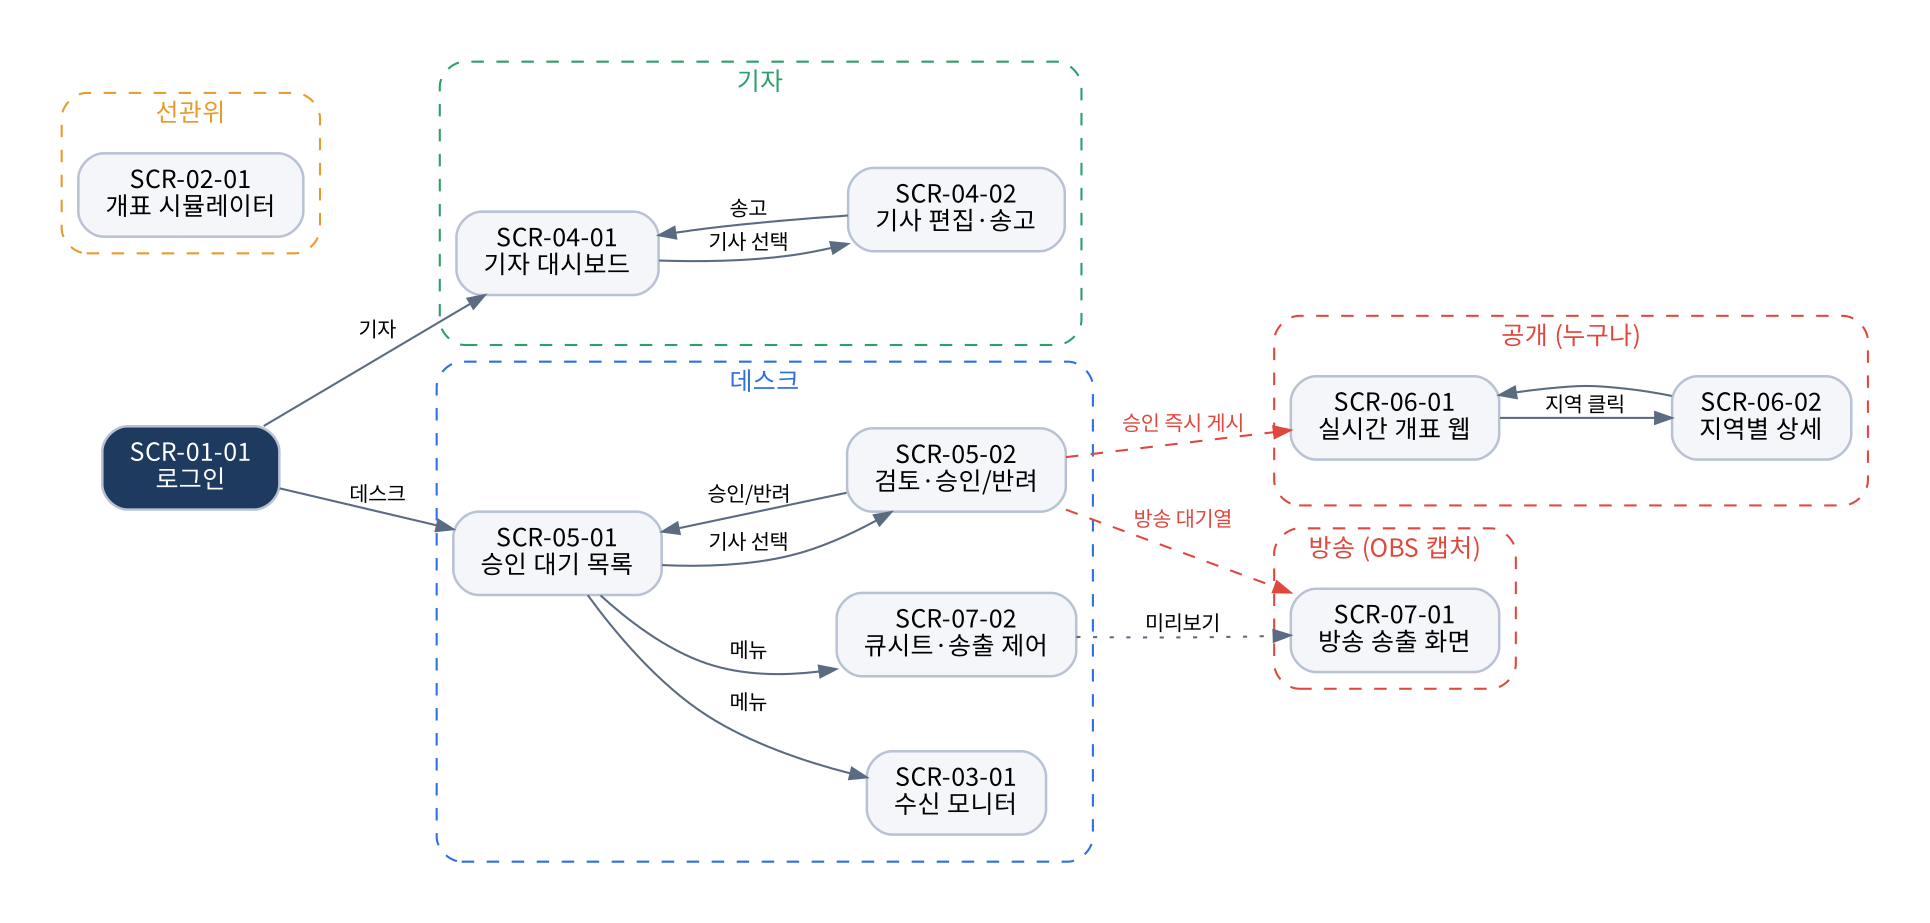 선관위
SCR-02-01
개표 시뮬레이터
기자
SCR-04-01
기자 대시보드
송고
기사 선택
SCR-04-02
기사 편집·송고
기자
SCR-01-01
로그인
데스크
데스크
SCR-05-01
승인 대기 목록
승인/반려
기사 선택
SCR-05-02
검토·승인/반려
메뉴
SCR-07-02
큐시트·송출 제어
메뉴
SCR-03-01
수신 모니터
승인 즉시 게시
방송 대기열
미리보기
공개 (누구나)
SCR-06-01
실시간 개표 웹
지역 클릭
SCR-06-02
지역별 상세
방송 (OBS 캡처)
SCR-07-01
방송 송출 화면